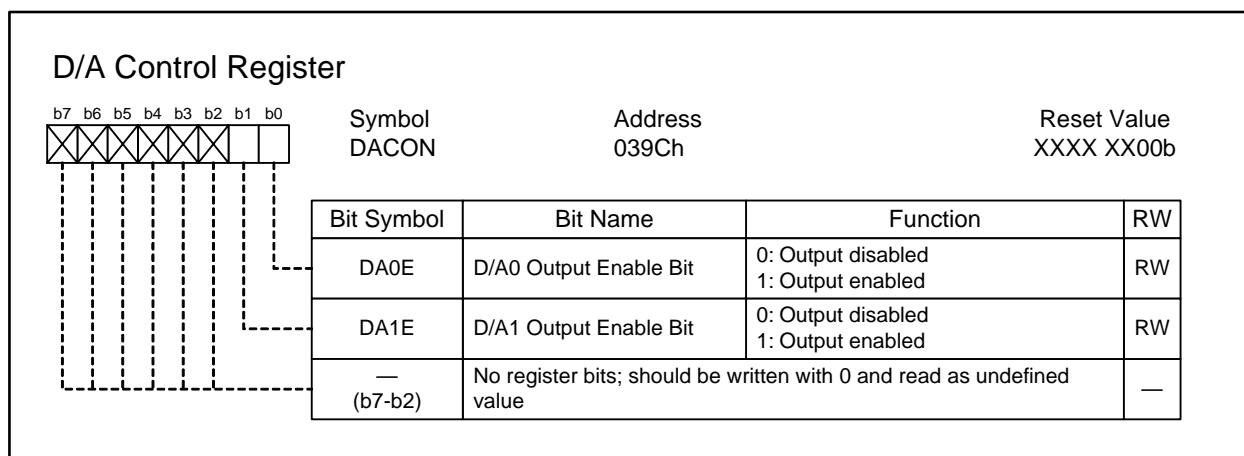 D/A Control Register
b7 b6 b5 b4 b3 b2 b1 b0
Symbol Address Reset Value
DACON 039Ch XXXX XX00b
Bit Symbol Bit Name Function RW
DA0E D/A0 Output Enable Bit 0: Output disabled
1: Output enabled RW
DA1E D/A1 Output Enable Bit 0: Output disabled
1: Output enabled RW
—
(b7-b2) No register bits; should be written with 0 and read as undefined
value —